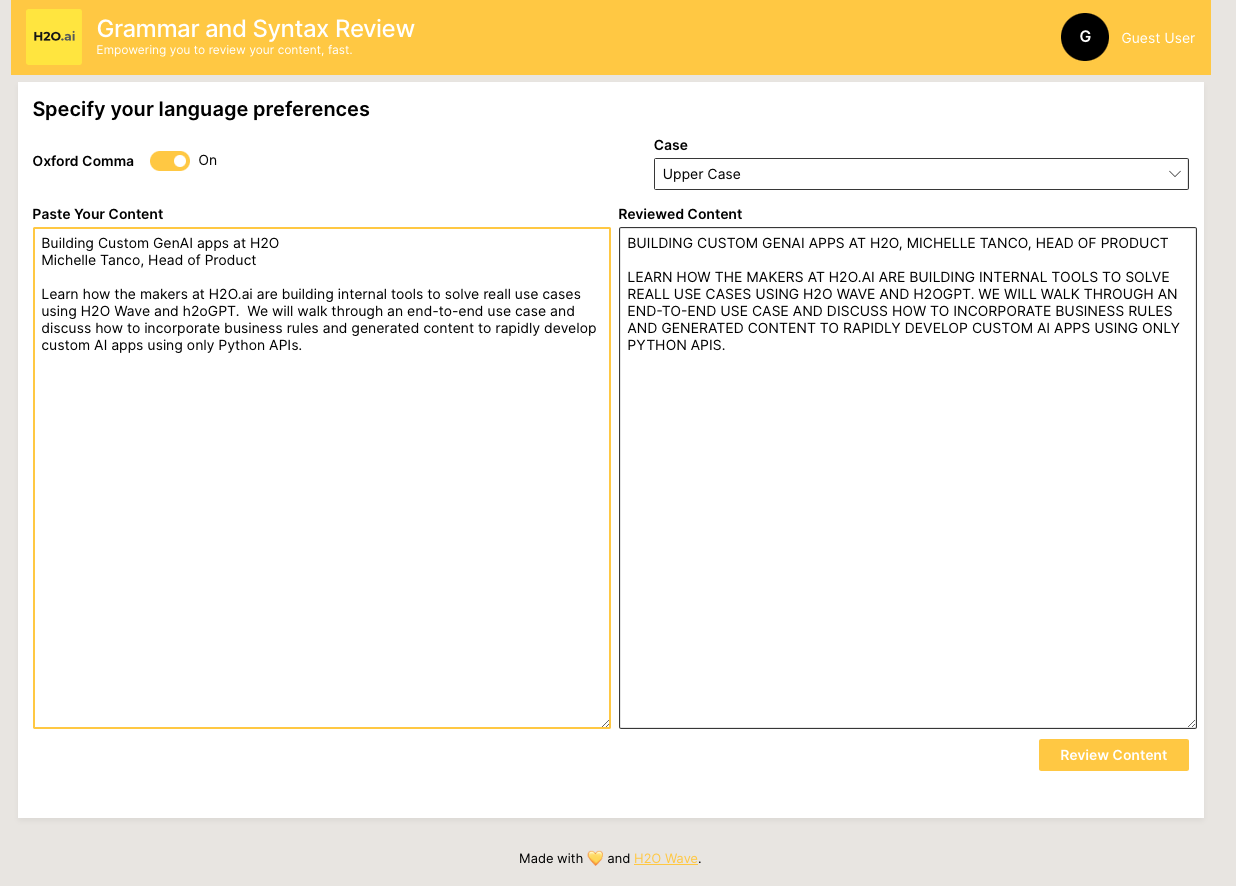 H2O.ai
Grammar and Syntax Review
Empowering you to review your content, fast.
G
Guest User
Specify your language preferences
Oxford Comma
On
Case
Upper Case
Paste Your Content
Building Custom GenAI apps at H2O
Michelle Tanco, Head of Product
Learn how the makers at H2O.ai are building internal tools to solve reall use cases
using H2O Wave and h2oGPT.  We will walk through an end-to-end use case and
discuss how to incorporate business rules and generated content to rapidly develop
custom AI apps using only Python APIs.
Reviewed Content
BUILDING CUSTOM GENAI APPS AT H2O, MICHELLE TANCO, HEAD OF PRODUCT
LEARN HOW THE MAKERS AT H2O.AI ARE BUILDING INTERNAL TOOLS TO SOLVE
REALL USE CASES USING H2O WAVE AND H2OGPT. WE WILL WALK THROUGH AN
END-TO-END USE CASE AND DISCUSS HOW TO INCORPORATE BUSINESS RULES
AND GENERATED CONTENT TO RAPIDLY DEVELOP CUSTOM AI APPS USING ONLY
PYTHON APIS.
Review Content
Made with 💛 and H2O Wave.